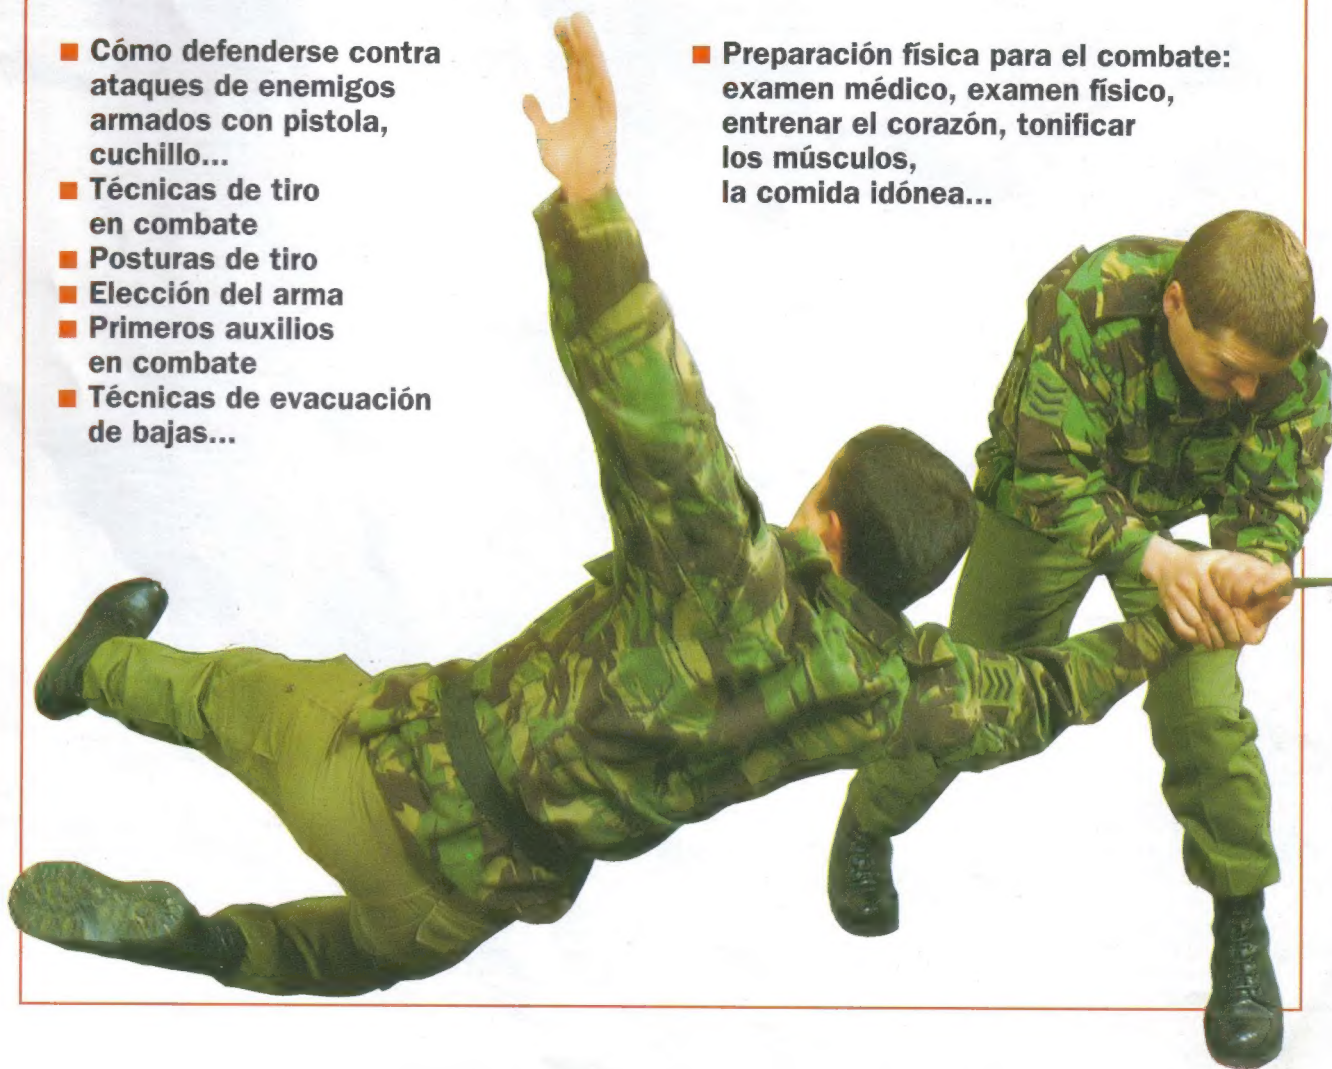 ■ Cómo defenderse contra
ataques de enemigos
armados con pistola,
cuchillo...
■ Técnicas de tiro
en combate
■ Posturas de tiro
■ Elección del arma
■ Primeros auxilios
en combate
■ Técnicas de evacuación
de bajas...
■ Preparación física para el combate:
examen médico, examen físico,
entrenar el corazón, tonificar
los músculos,
la comida idónea...